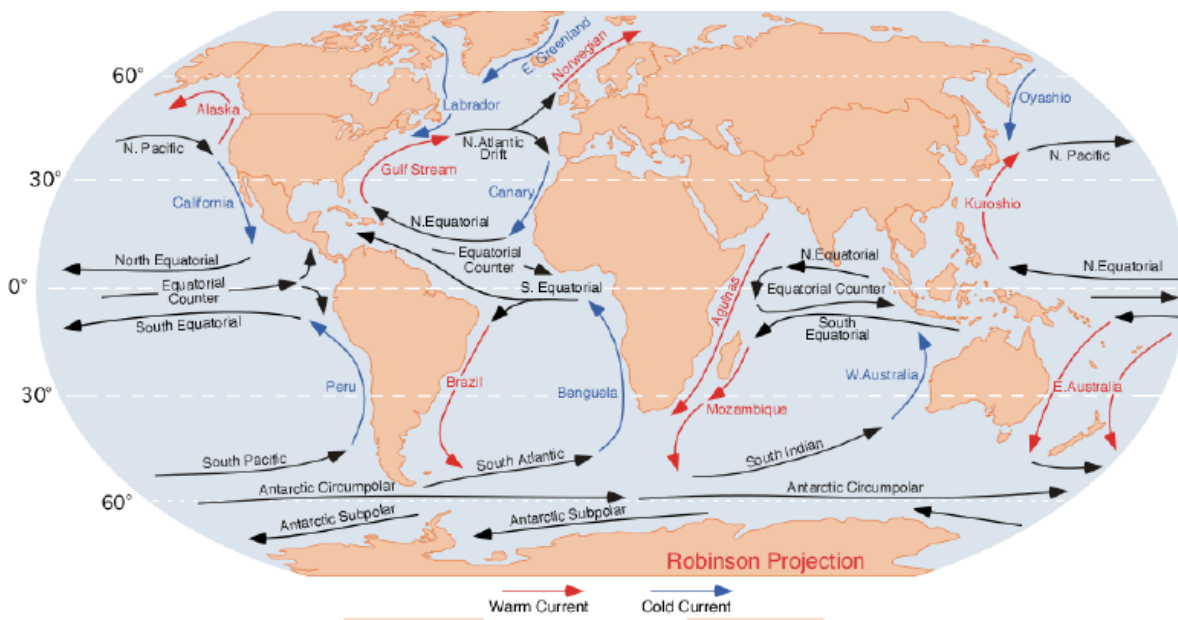 E. Greenland
Norwegian
60°
Alaska
Labrador
Oyashio
N. Pacific
N. Atlantic
Drift
N. Pacific
Gulf Stream
30°
California
Canary
Kuroshio
N.Equatorial
North Equatorial
Equatorial
Counter
N.Equatorial
N.Equatorial
0°
Equatorial
Counter
S. Equatorial
Equatorial Counter
Agulhas
South Equatorial
South
Equatorial
Peru
Brazil
Benguela
W.Australia
E.Australia
30°
Mozambique
South Pacific
South Atlantic
South Indian
Antarctic Circumpolar
Antarctic Circumpolar
60°
Antarctic Subpolar
Antarctic Subpolar
Robinson Projection
Warm Current
Cold Current